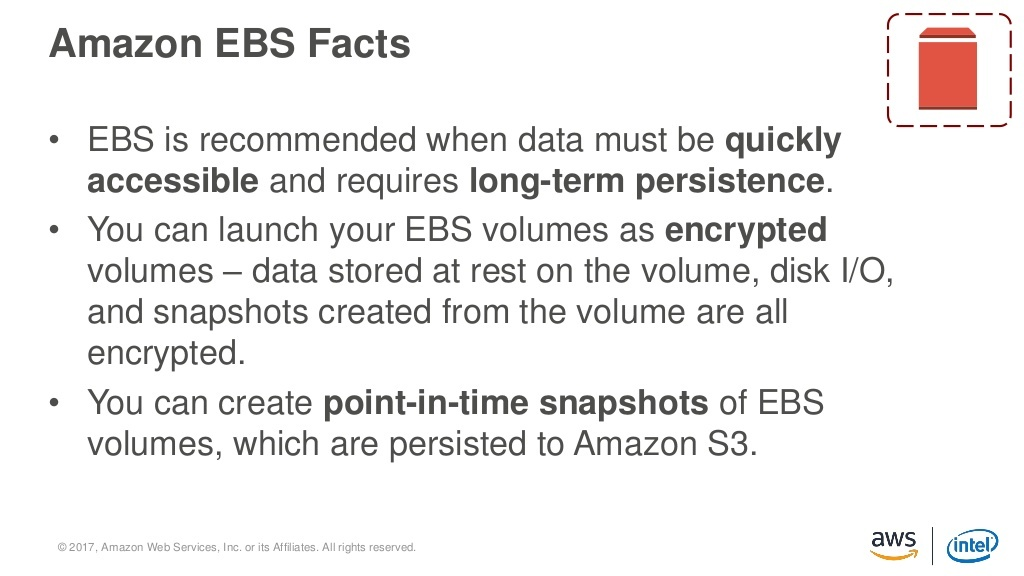 Amazon EBS Facts
• EBS is recommended when data must be quickly
accessible and requires long-term persistence.
• You can launch your EBS volumes as encrypted
volumes – data stored at rest on the volume, disk I/O,
and snapshots created from the volume are all
encrypted.
• You can create point-in-time snapshots of EBS
volumes, which are persisted to Amazon S3.
© 2017, Amazon Web Services, Inc. or its Affiliates. All rights reserved.
aws
intel